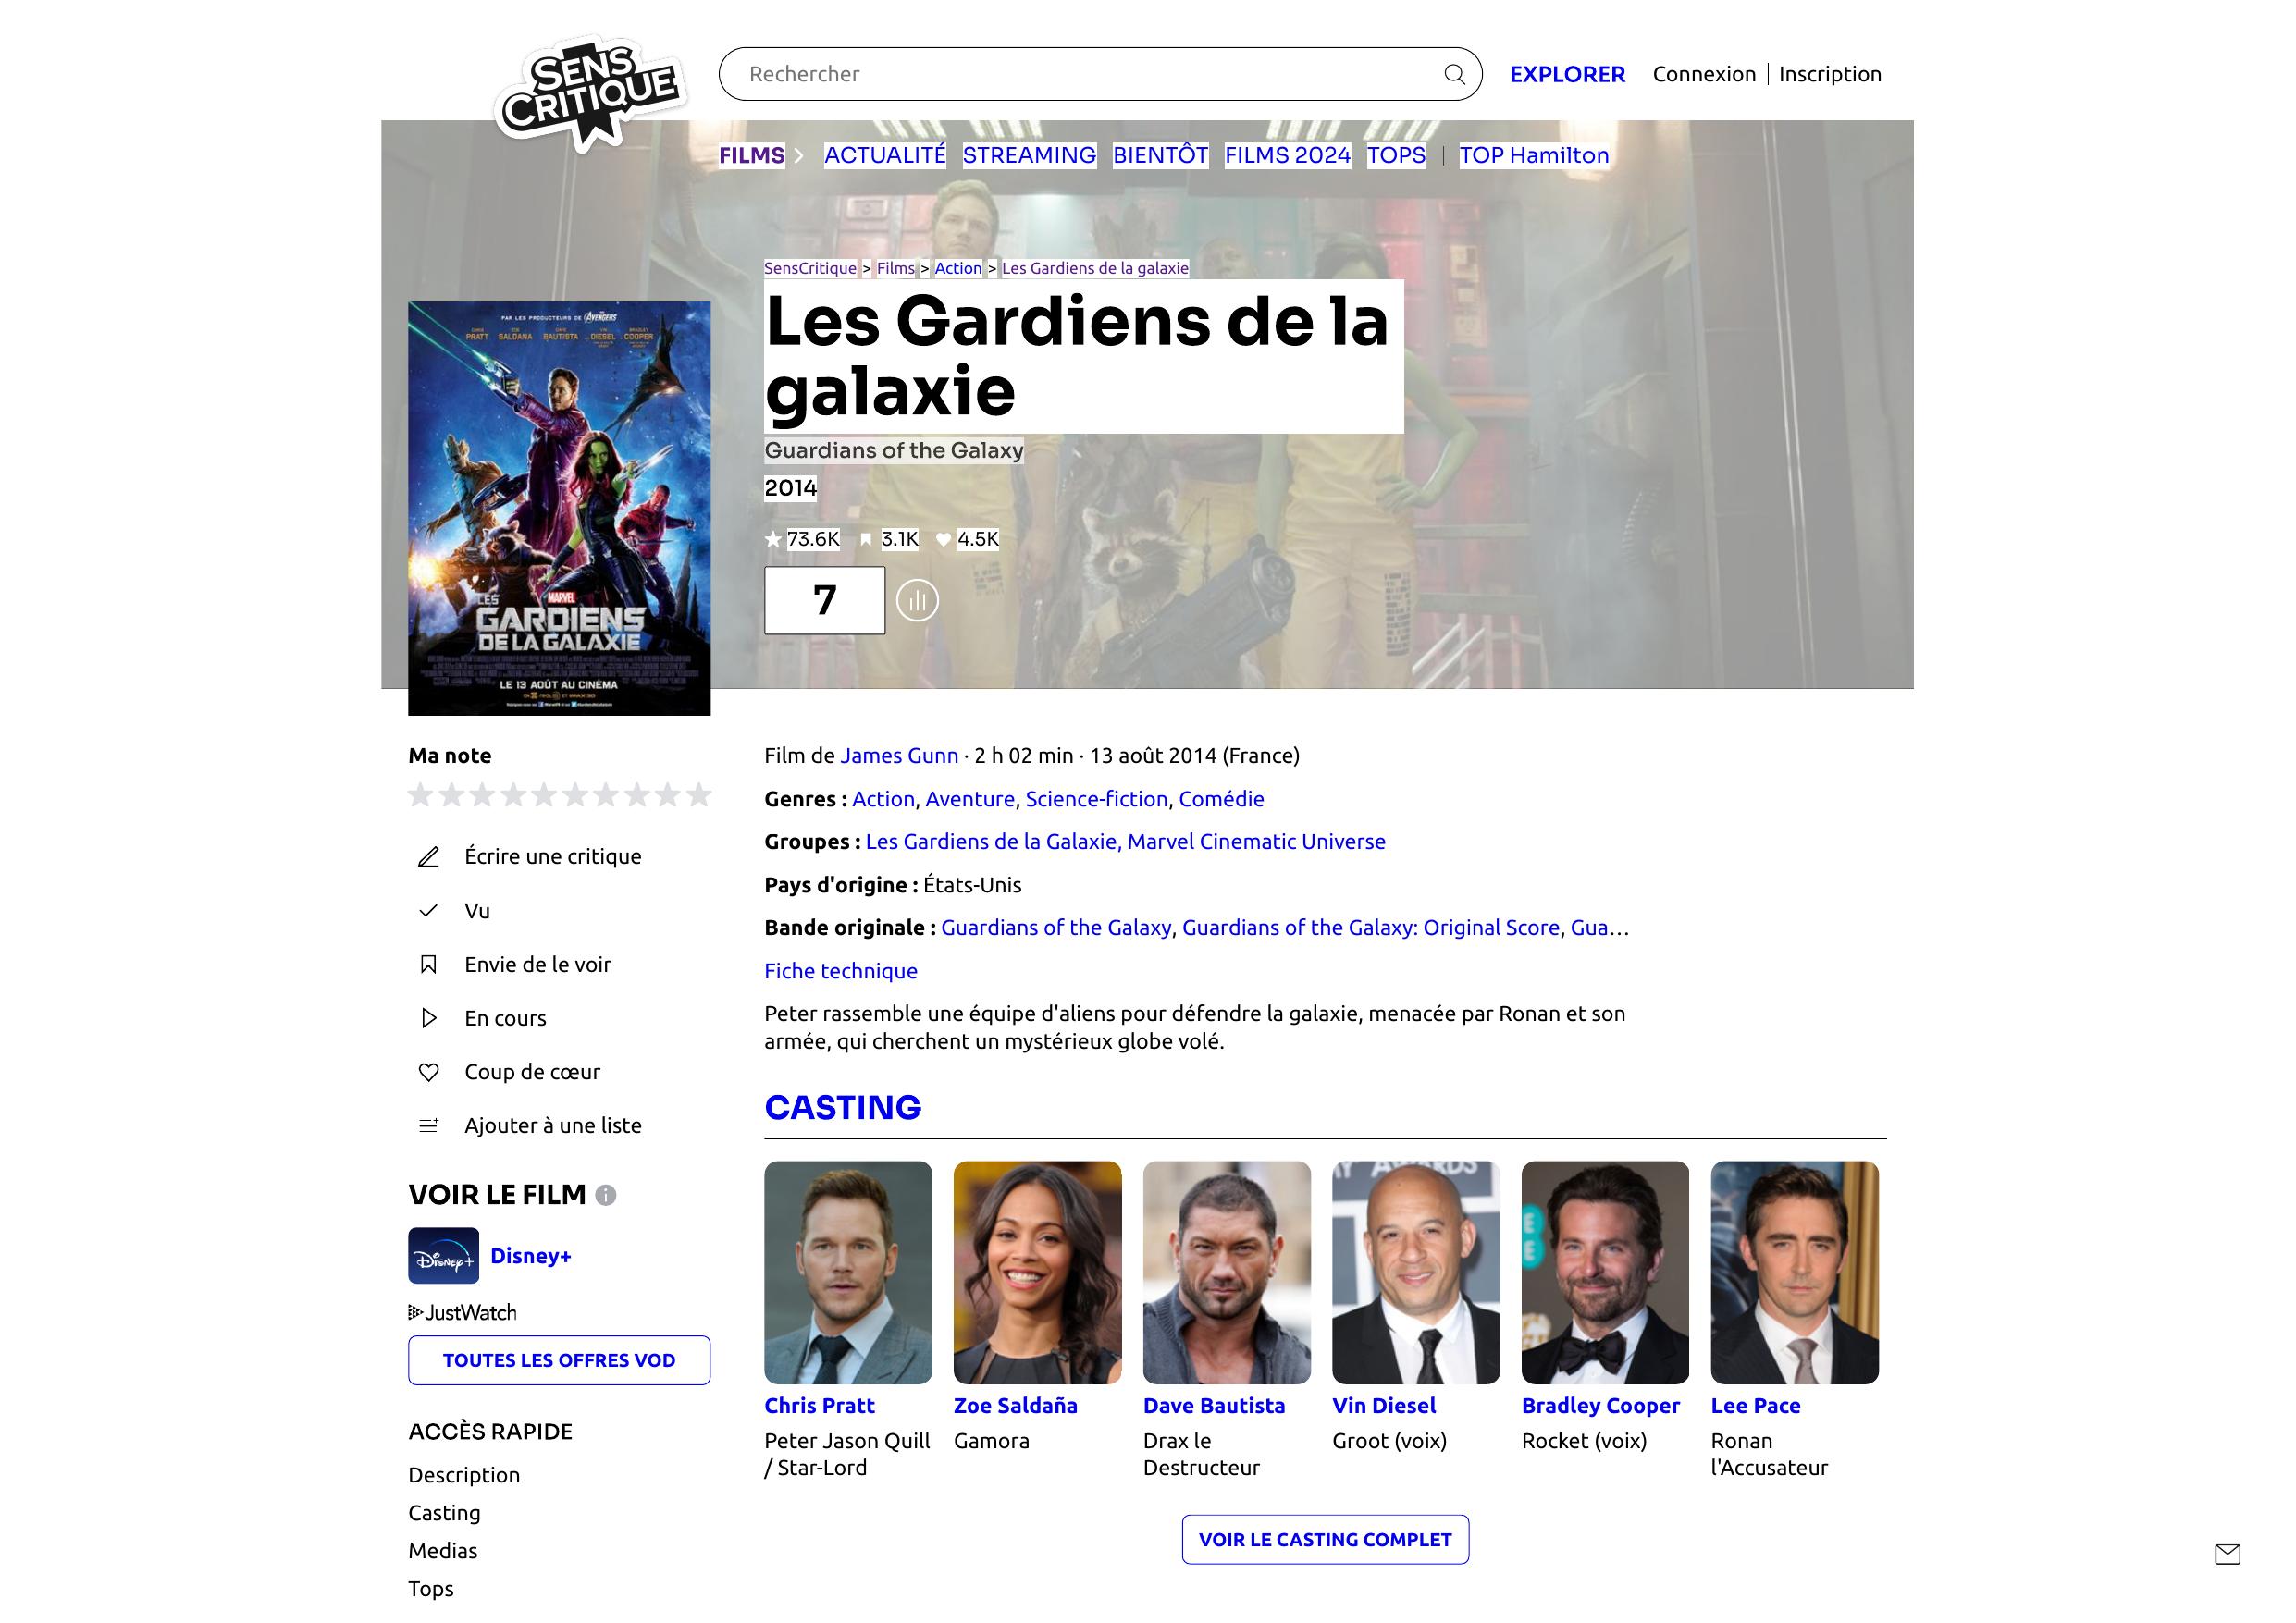 SENS
CRITIQUE
Rechercher
EXPLORER
Connexion
Inscription
FILMS
ACTUALITÉ
STREAMING
BIENTÔT
FILMS 2024
TOPS
TOP Hamilton
SensCritique > Films > Action > Les Gardiens de la galaxie
Les Gardiens de la
galaxie
Guardians of the Galaxy
2014
73.6K
3.1K
4.5K
7
PAR LES PRODUCTEURS DE AVENGERS
CHRIS PRATT
ZOE SALDANA
DAVE BAUTISTA
VIN DIESEL
BRADLEY COOPER
MARVEL
LES
GARDIENS
DE LA GALAXIE
LE 13 AOÛT AU CINÉMA
Ma note
Écrire une critique
Vu
Envie de le voir
En cours
Coup de cœur
Ajouter à une liste
VOIR LE FILM
Disney+
Disney+
JustWatch
TOUTES LES OFFRES VOD
ACCÈS RAPIDE
Description
Casting
Medias
Tops
Film de James Gunn · 2 h 02 min · 13 août 2014 (France)
Genres : Action, Aventure, Science-fiction, Comédie
Groupes : Les Gardiens de la Galaxie, Marvel Cinematic Universe
Pays d'origine : États-Unis
Bande originale : Guardians of the Galaxy, Guardians of the Galaxy: Original Score, Gua…
Fiche technique
Peter rassemble une équipe d'aliens pour défendre la galaxie, menacée par Ronan et son
armée, qui cherchent un mystérieux globe volé.
CASTING
Chris Pratt
Peter Jason Quill
/ Star-Lord
Zoe Saldaña
Gamora
Dave Bautista
Drax le
Destructeur
Vin Diesel
Groot (voix)
Bradley Cooper
Rocket (voix)
Lee Pace
Ronan
l'Accusateur
VOIR LE CASTING COMPLET